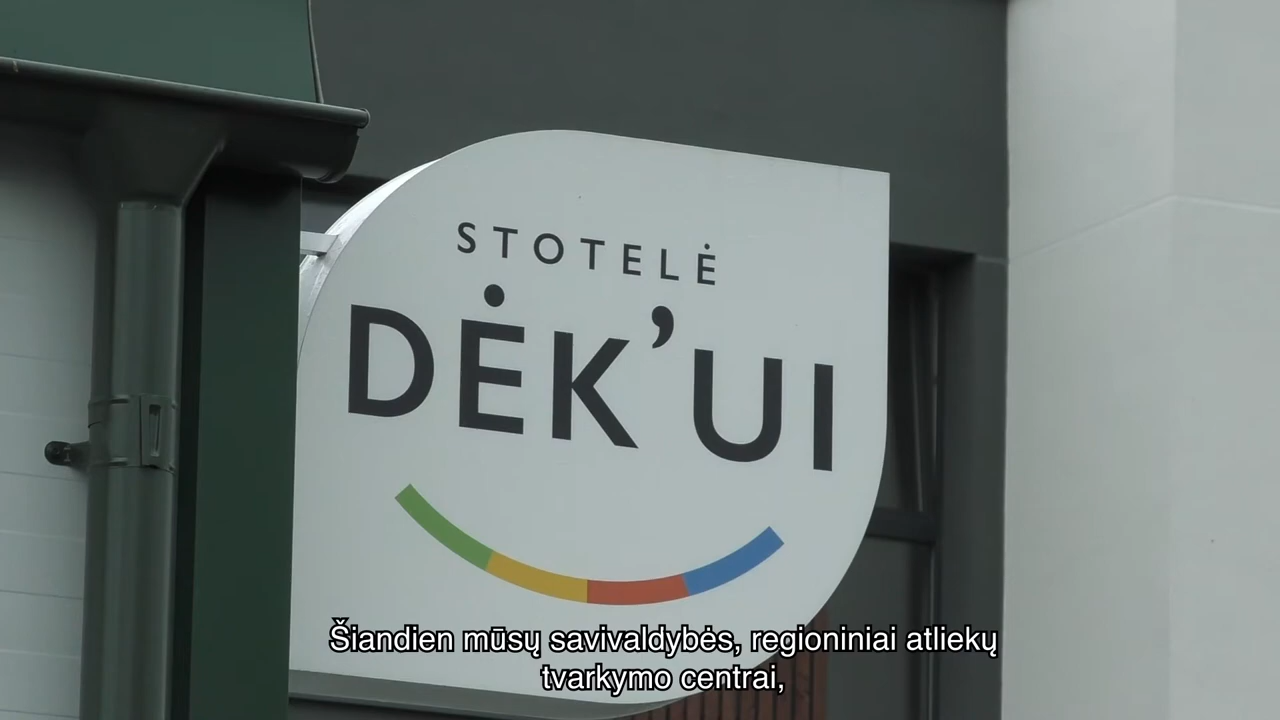 STOTELĖ
DĖK'UI
Šiandien mūsų savivaldybės, regioniniai atliekų
tvarkymo centrai,